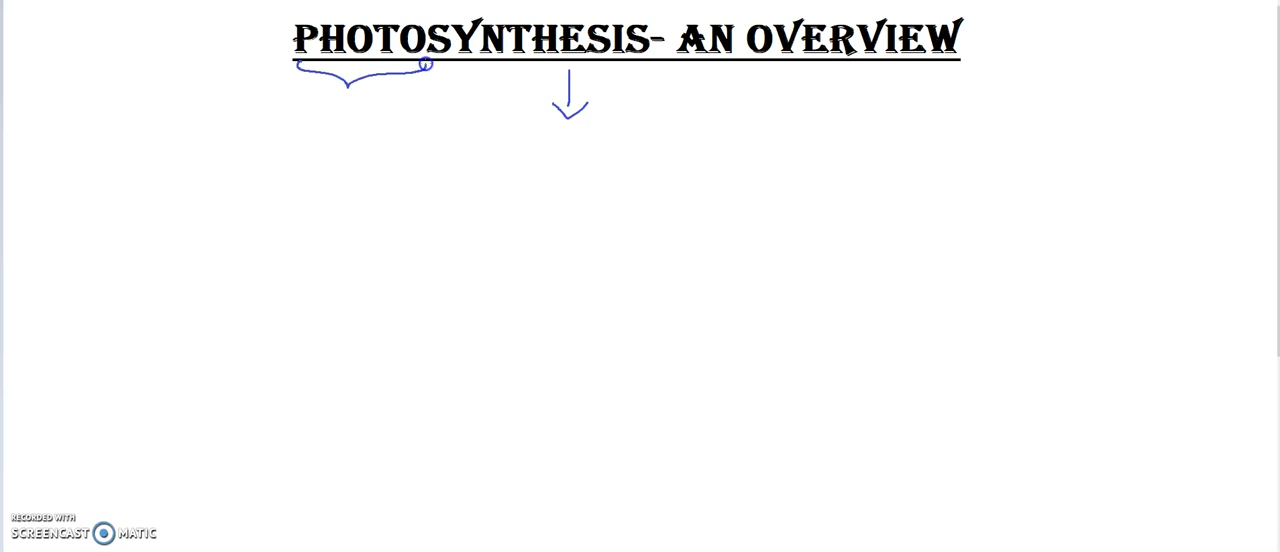 PHOTOSYNTHESIS- AN OVERVIEW
RECORDED WITH
SCREENCAST MATIC